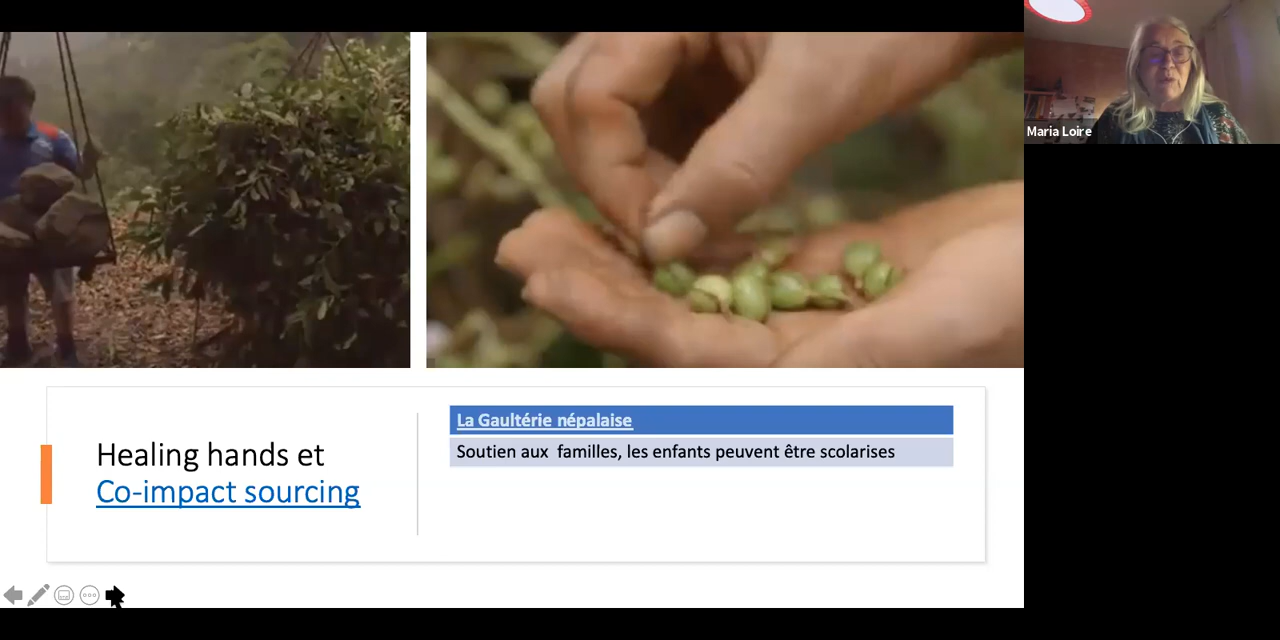 Maria Loire
Healing hands et
Co-impact sourcing
La Gaultérie népalaise
Soutien aux  familles, les enfants peuvent être scolarises